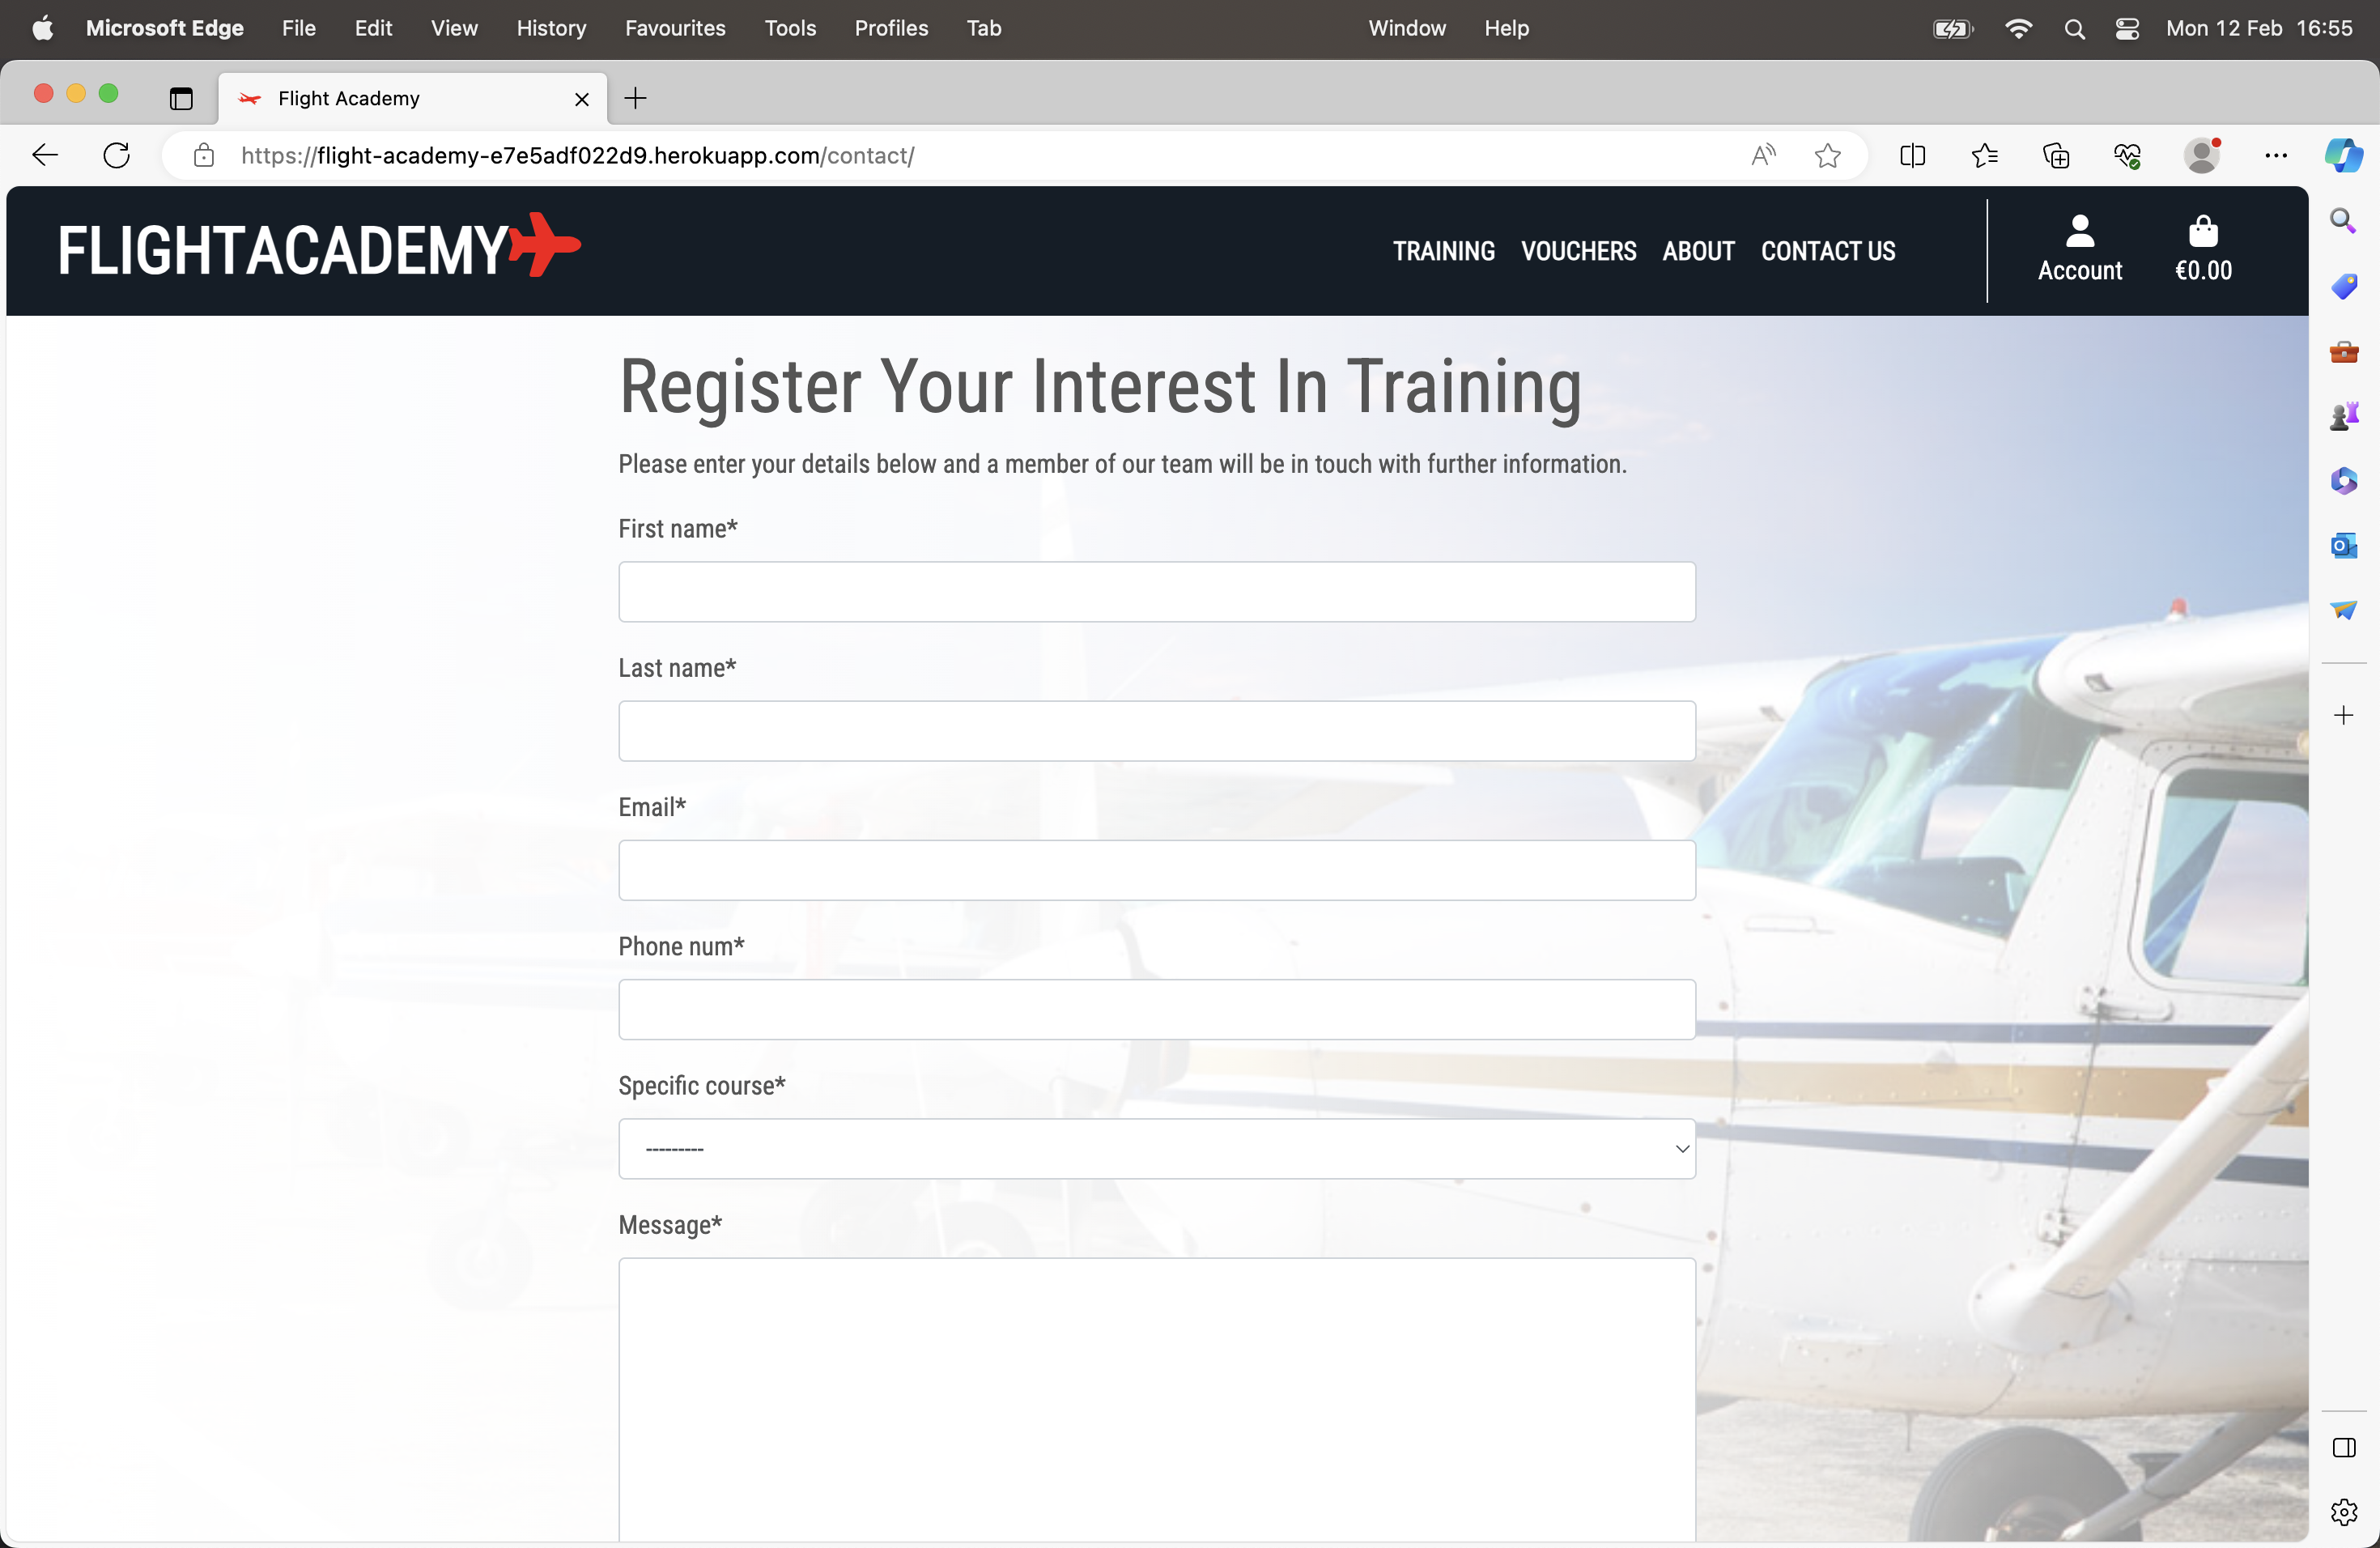 Microsoft Edge File Edit View History Favourites Tools Profiles Tab Window Help Mon 12 Feb 16:55
Flight Academy
https://flight-academy-e7e5adf022d9.herokuapp.com/contact/
FLIGHTACADEMY TRAINING VOUCHERS ABOUT CONTACT US
Account €0.00
Register Your Interest In Training
Please enter your details below and a member of our team will be in touch with further information.
First name*
Last name*
Email*
Phone num*
Specific course*
---------
Message*